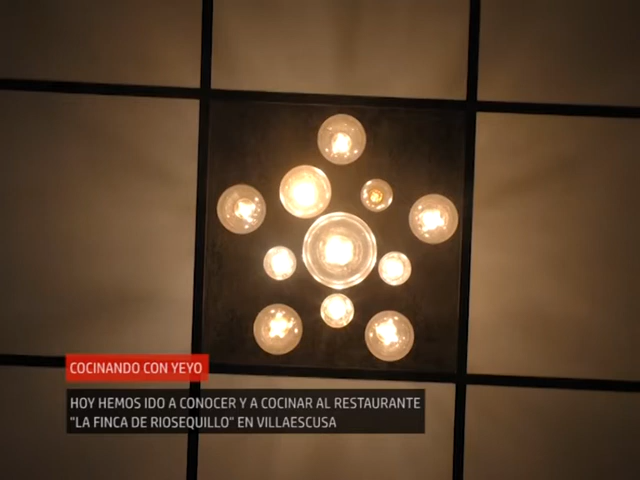 COCINANDO CON YEYO
HOY HEMOS IDO A CONOCER Y A COCINAR AL RESTAURANTE
"LA FINCA DE RIOSEQUILLO" EN VILLAESCUSA